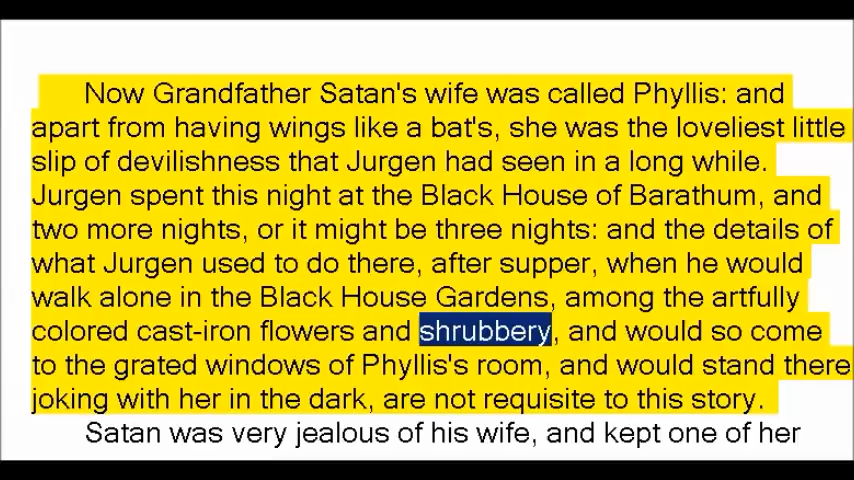 Now Grandfather Satan's wife was called Phyllis: and
apart from having wings like a bat's, she was the loveliest little
slip of devilishness that Jurgen had seen in a long while.
Jurgen spent this night at the Black House of Barathum, and
two more nights, or it might be three nights: and the details of
what Jurgen used to do there, after supper, when he would
walk alone in the Black House Gardens, among the artfully
colored cast-iron flowers and shrubbery, and would so come
to the grated windows of Phyllis's room, and would stand there
joking with her in the dark, are not requisite to this story.
Satan was very jealous of his wife, and kept one of her